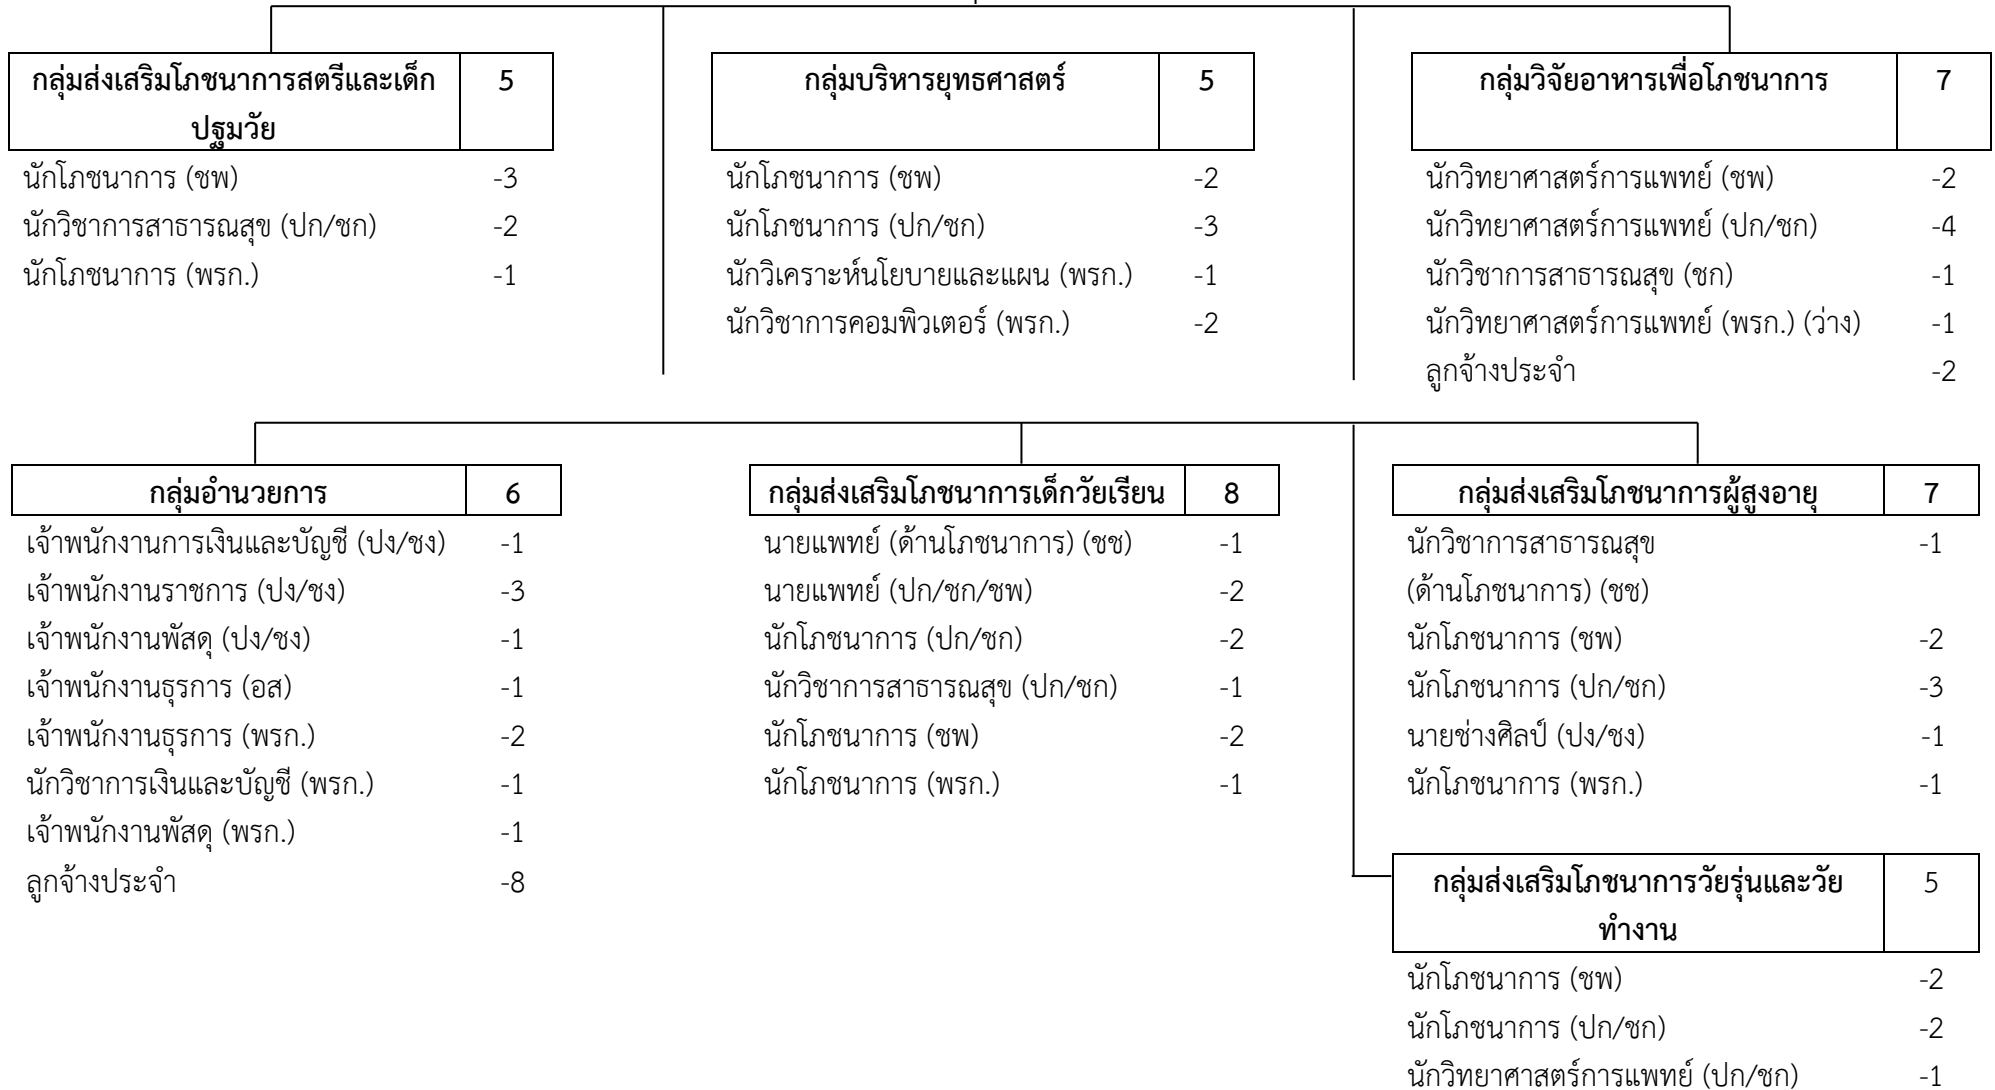 กลุ่มส่งเสริมโภชนาการสตรีและเด็ก 5
ปฐมวัย
นักโภชนาการ (ชพ) -3
นักวิชาการสาธารณสุข (ปก/ชก) -2
นักโภชนาการ (พรก.) -1
กลุ่มบริหารยุทธศาสตร์ 5
นักโภชนาการ (ชพ) -2
นักโภชนาการ (ปก/ชก) -3
นักวิเคราะห์นโยบายและแผน (พรก.) -1
นักวิชาการคอมพิวเตอร์ (พรก.) -2
กลุ่มวิจัยอาหารเพื่อโภชนาการ 7
นักวิทยาศาสตร์การแพทย์ (ชพ) -2
นักวิทยาศาสตร์การแพทย์ (ปก/ชก) -4
นักวิชาการสาธารณสุข (ชก) -1
นักวิทยาศาสตร์การแพทย์ (พรก.) (ว่าง) -1
ลูกจ้างประจำ -2
กลุ่มอำนวยการ 6
เจ้าพนักงานการเงินและบัญชี (ปง/ชง) -1
เจ้าพนักงานราชการ (ปง/ชง) -3
เจ้าพนักงานพัสดุ (ปง/ชง) -1
เจ้าพนักงานธุรการ (อส) -1
เจ้าพนักงานธุรการ (พรก.) -2
นักวิชาการเงินและบัญชี (พรก.) -1
เจ้าพนักงานพัสดุ (พรก.) -1
ลูกจ้างประจำ -8
กลุ่มส่งเสริมโภชนาการเด็กวัยเรียน 8
นายแพทย์ (ด้านโภชนาการ) (ชช) -1
นายแพทย์ (ปก/ชก/ชพ) -2
นักโภชนาการ (ปก/ชก) -2
นักวิชาการสาธารณสุข (ปก/ชก) -1
นักโภชนาการ (ชพ) -2
นักโภชนาการ (พรก.) -1
กลุ่มส่งเสริมโภชนาการผู้สูงอายุ 7
นักวิชาการสาธารณสุข -1
(ด้านโภชนาการ) (ชช)
นักโภชนาการ (ชพ) -2
นักโภชนาการ (ปก/ชก) -3
นายช่างศิลป์ (ปง/ชง) -1
นักโภชนาการ (พรก.) -1
กลุ่มส่งเสริมโภชนาการวัยรุ่นและวัย 5
ทำงาน
นักโภชนาการ (ชพ) -2
นักโภชนาการ (ปก/ชก) -2
นักวิทยาศาสตร์การแพทย์ (ปก/ชก) -1